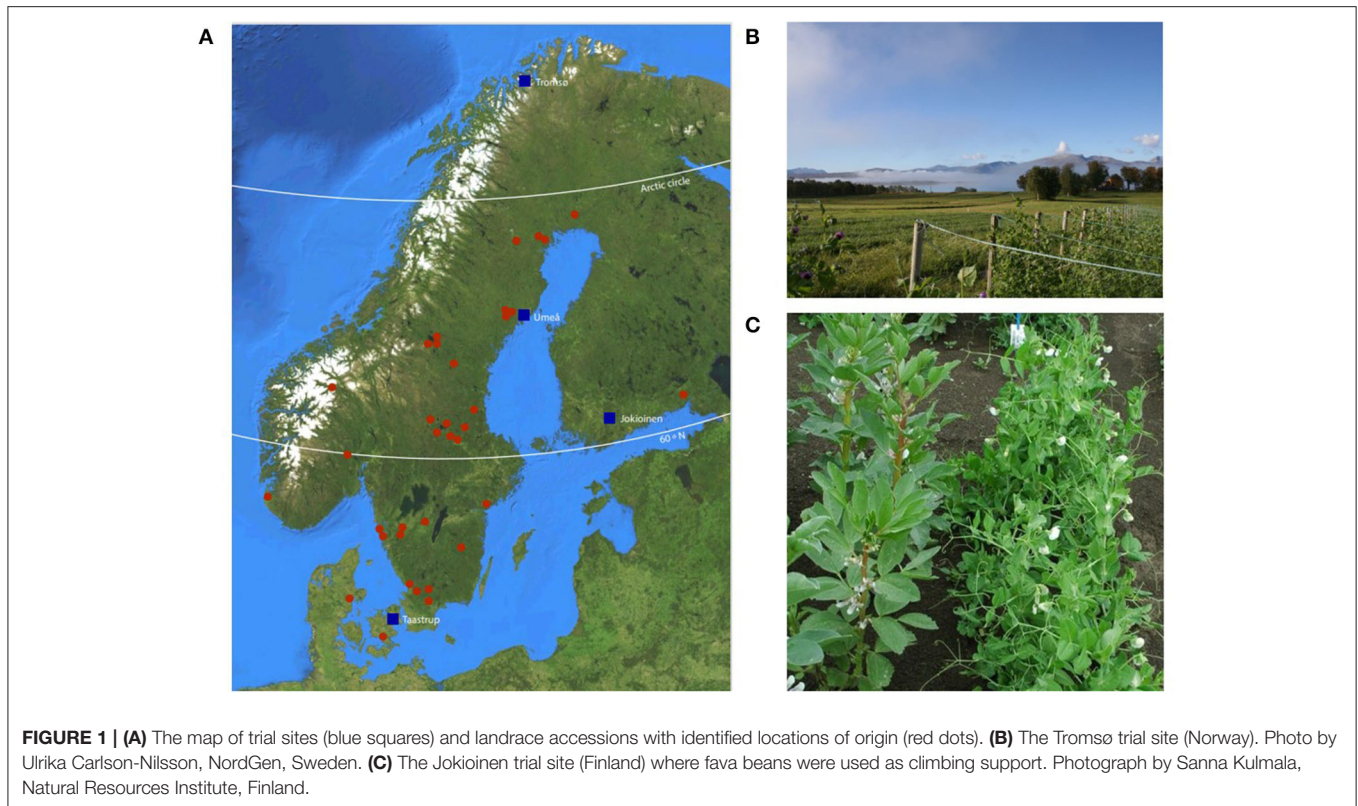 A
B
Tromsø
Arctic circle
Umeå
C
Jokioinen
60° N
Taastrup
FIGURE 1 | (A) The map of trial sites (blue squares) and landrace accessions with identified locations of origin (red dots). (B) The Tromsø trial site (Norway). Photo by
Ulrika Carlson-Nilsson, NordGen, Sweden. (C) The Jokioinen trial site (Finland) where fava beans were used as climbing support. Photograph by Sanna Kulmala,
Natural Resources Institute, Finland.